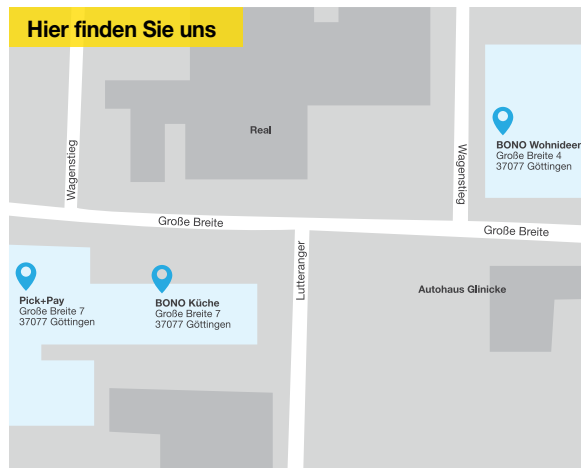 Hier finden Sie uns
Real
Wagenstieg
Wagenstieg
BONO Wohnideen
Große Breite 4
37077 Göttingen
Große Breite
Große Breite
Lutteranger
Autohaus Glinicke
Pick+Pay
Große Breite 7
37077 Göttingen
BONO Küche
Große Breite 7
37077 Göttingen